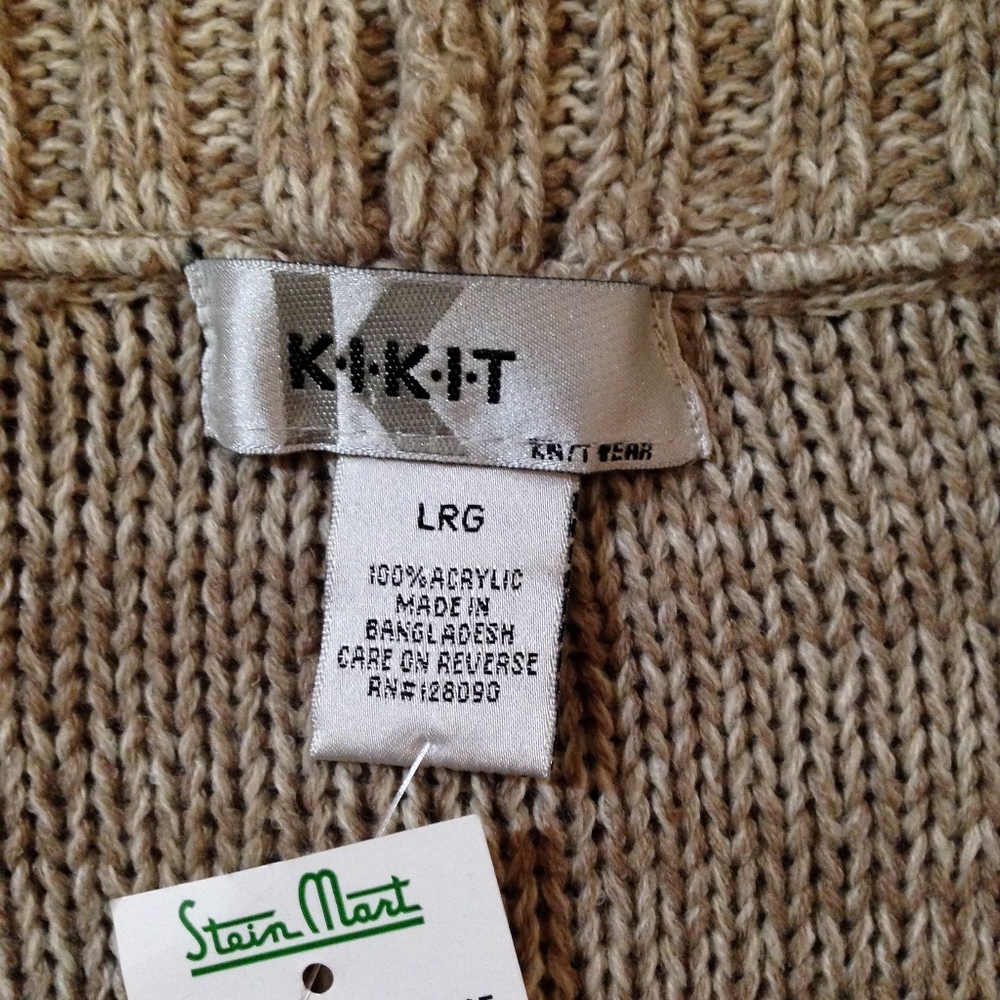 K·I·K·I·T
KNIT WEAR
LRG
100% ACRYLIC
MADE IN
BANGLADESH
CARE ON REVERSE
RN#128090
Stein Mart